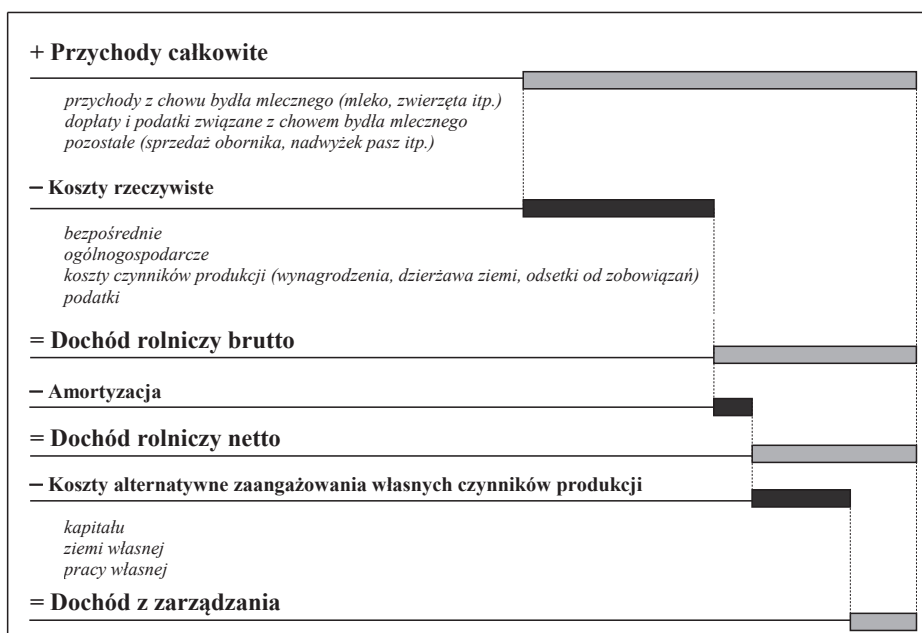 + Przychody całkowite
przychody z chowu bydła mlecznego (mleko, zwierzęta itp.)
dopłaty i podatki związane z chowem bydła mlecznego
pozostałe (sprzedaż obornika, nadwyżek pasz itp.)
– Koszty rzeczywiste
bezpośrednie
ogólnogospodarcze
koszty czynników produkcji (wynagrodzenia, dzierżawa ziemi, odsetki od zobowiązań)
podatki
= Dochód rolniczy brutto
– Amortyzacja
= Dochód rolniczy netto
– Koszty alternatywne zaangażowania własnych czynników produkcji
kapitału
ziemi własnej
pracy własnej
= Dochód z zarządzania